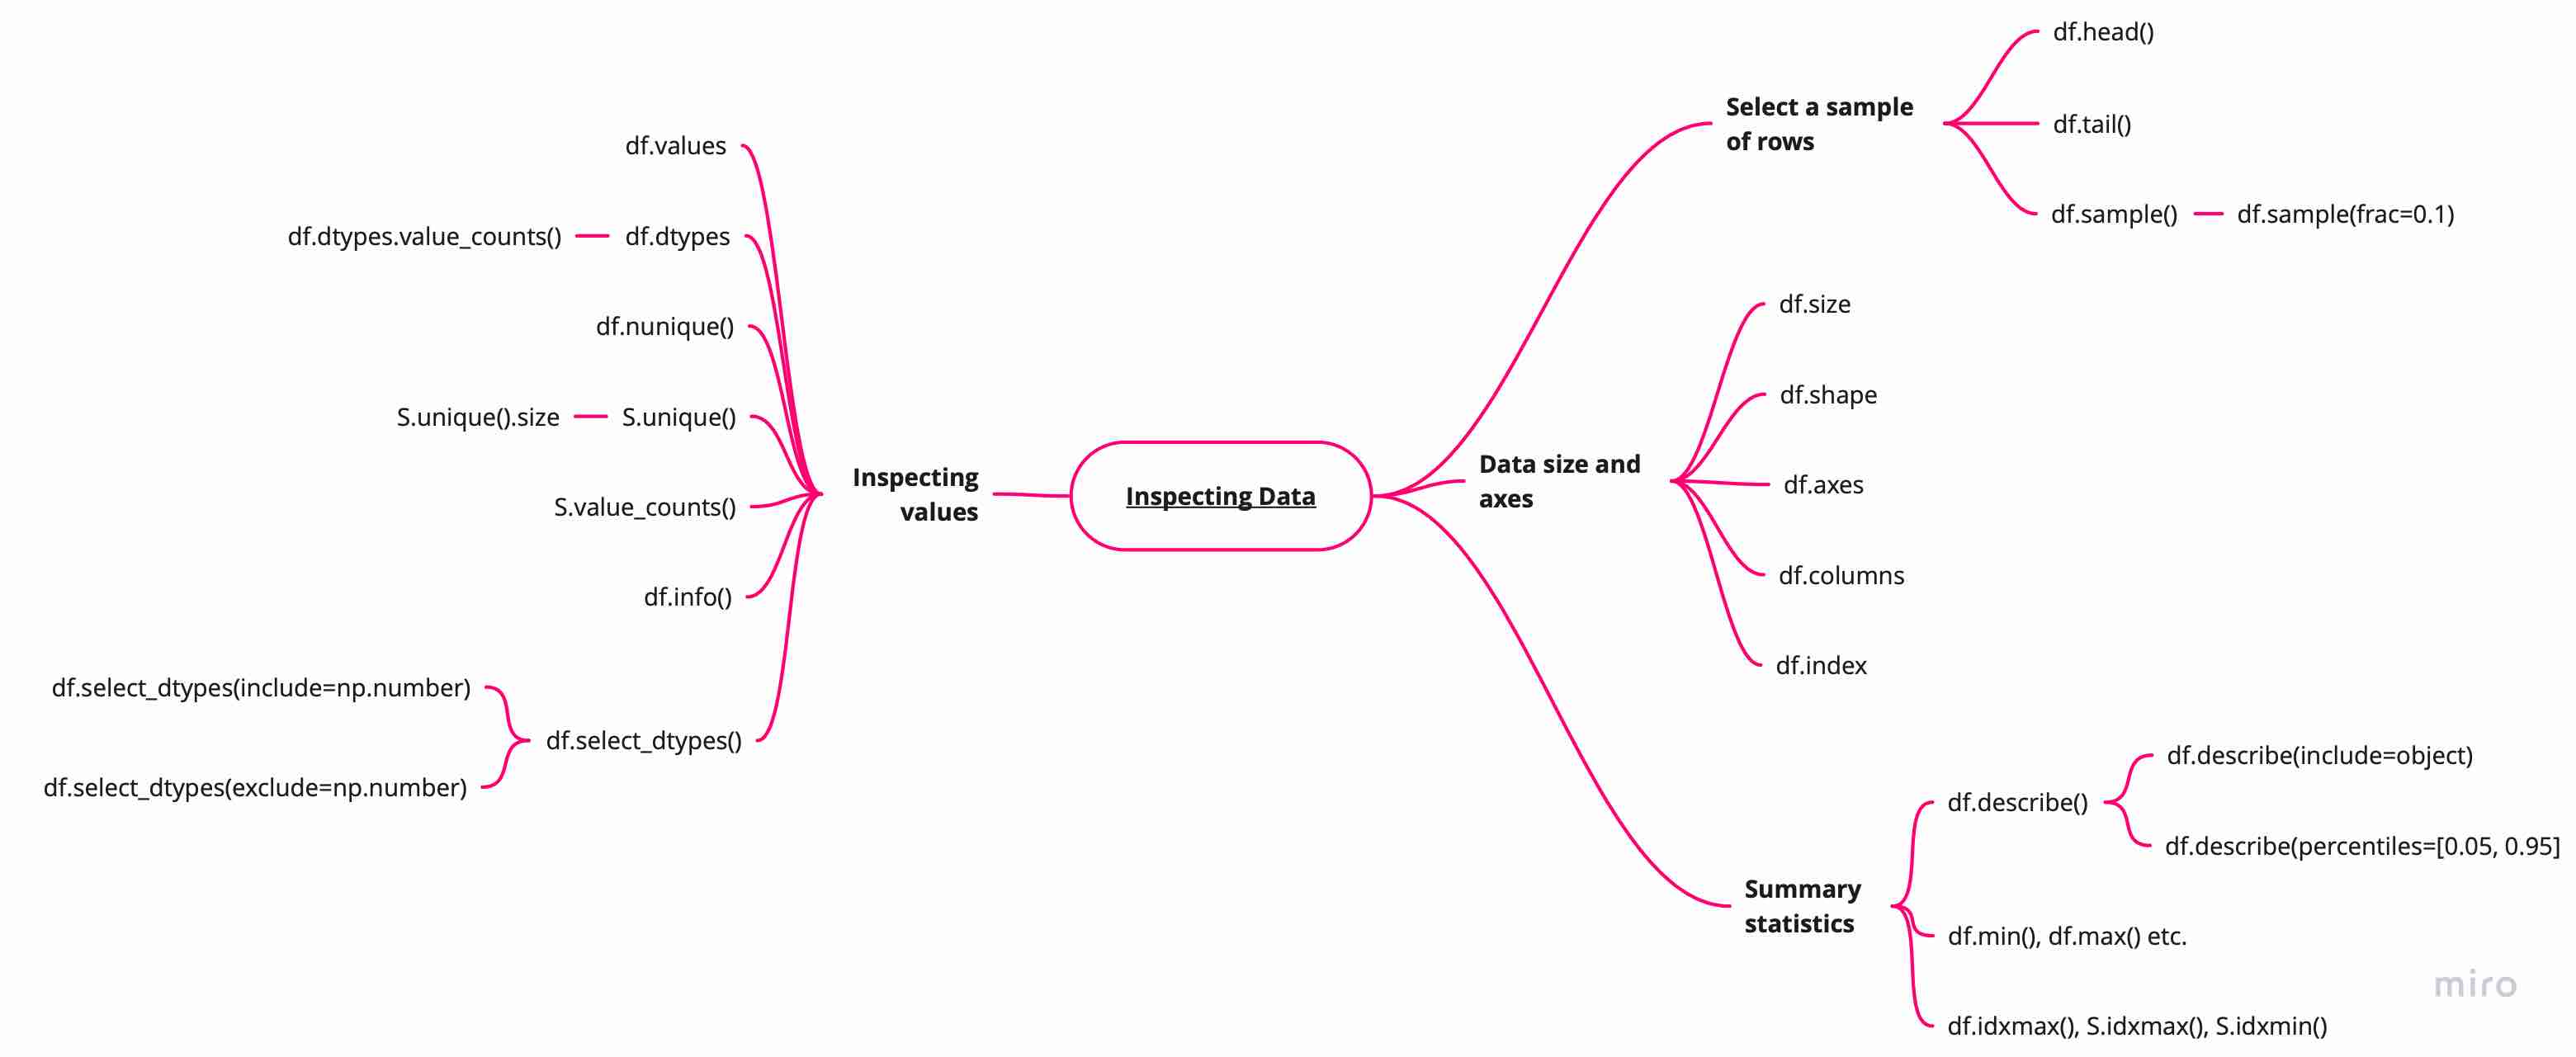 Inspecting Data
Inspecting
values
df.values
df.dtypes
df.dtypes.value_counts()
df.nunique()
S.unique()
S.unique().size
S.value_counts()
df.info()
df.select_dtypes()
df.select_dtypes(include=np.number)
df.select_dtypes(exclude=np.number)
Select a sample
of rows
df.head()
df.tail()
df.sample()
df.sample(frac=0.1)
Data size and
axes
df.size
df.shape
df.axes
df.columns
df.index
Summary
statistics
df.describe()
df.describe(include=object)
df.describe(percentiles=[0.05, 0.95]
df.min(), df.max() etc.
df.idxmax(), S.idxmax(), S.idxmin()
miro